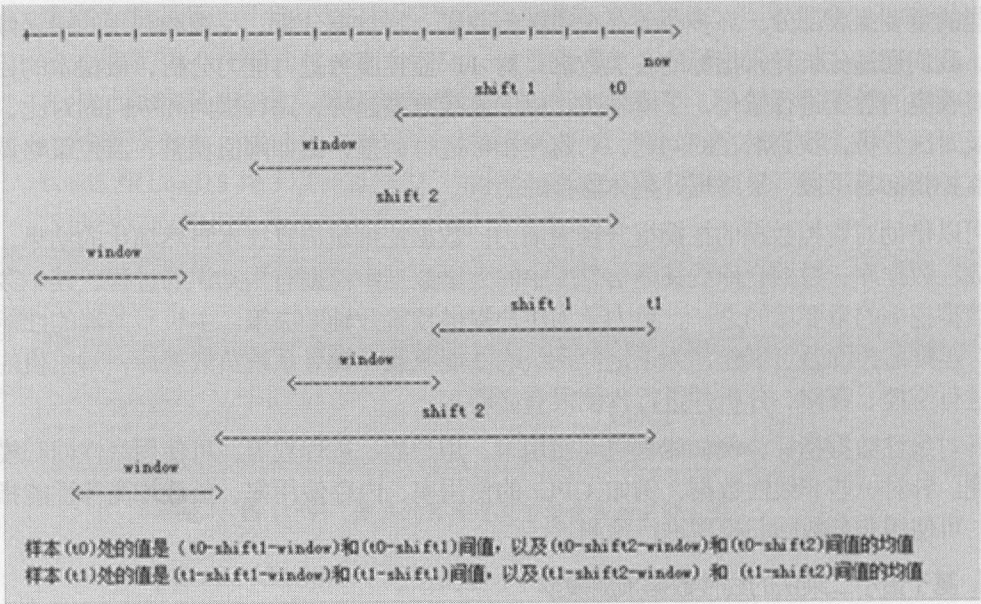 now
shift 1 t0
window
shift 2
window
shift 1 t1
window
shift 2
window
样本(t0)处的值是 (t0-shift1-window)和(t0-shift1)间值，以及(t0-shift2-window)和(t0-shift2)间值的均值
样本(t1)处的值是(t1-shift1-window)和(t1-shift1)间值，以及(t1-shift2-window) 和 (t1-shift2)间值的均值